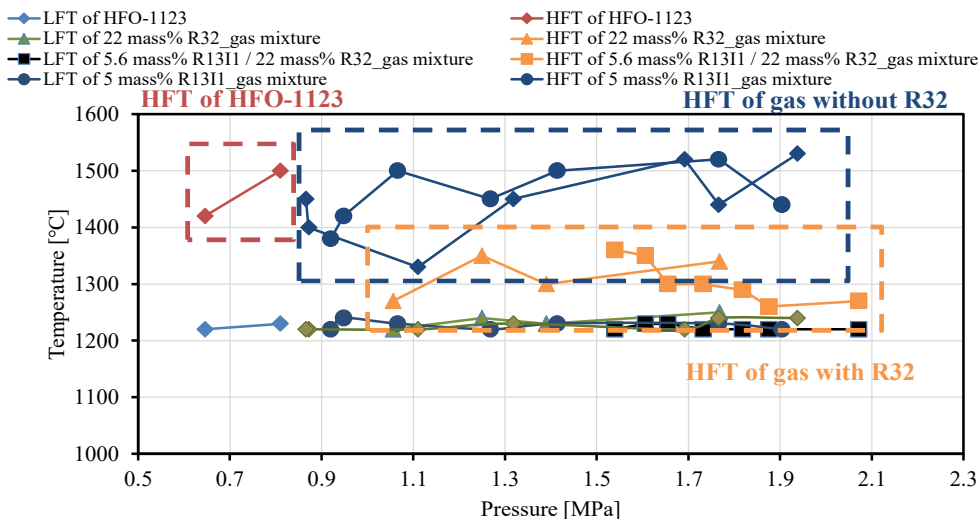 LFT of HFO-1123
HFT of HFO-1123
LFT of 22 mass% R32_gas mixture
HFT of 22 mass% R32_gas mixture
LFT of 5.6 mass% R13I1 / 22 mass% R32_gas mixture
HFT of 5.6 mass% R13I1 / 22 mass% R32_gas mixture
LFT of 5 mass% R13I1_gas mixture
HFT of 5 mass% R13I1_gas mixture
HFT of HFO-1123
HFT of gas without R32
1600
1500
1400
1300
1200
1100
1000
Temperature [°C]
HFT of gas with R32
0.5
0.7
0.9
1.1
1.3
1.5
1.7
1.9
2.1
2.3
Pressure [MPa]